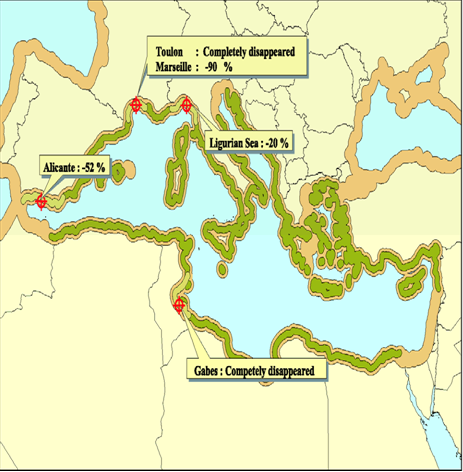 Toulon : Completely disappeared
Marseille : -90 %
Ligurian Sea : -20 %
Alicante : -52 %
Gabes : Competely disappeared